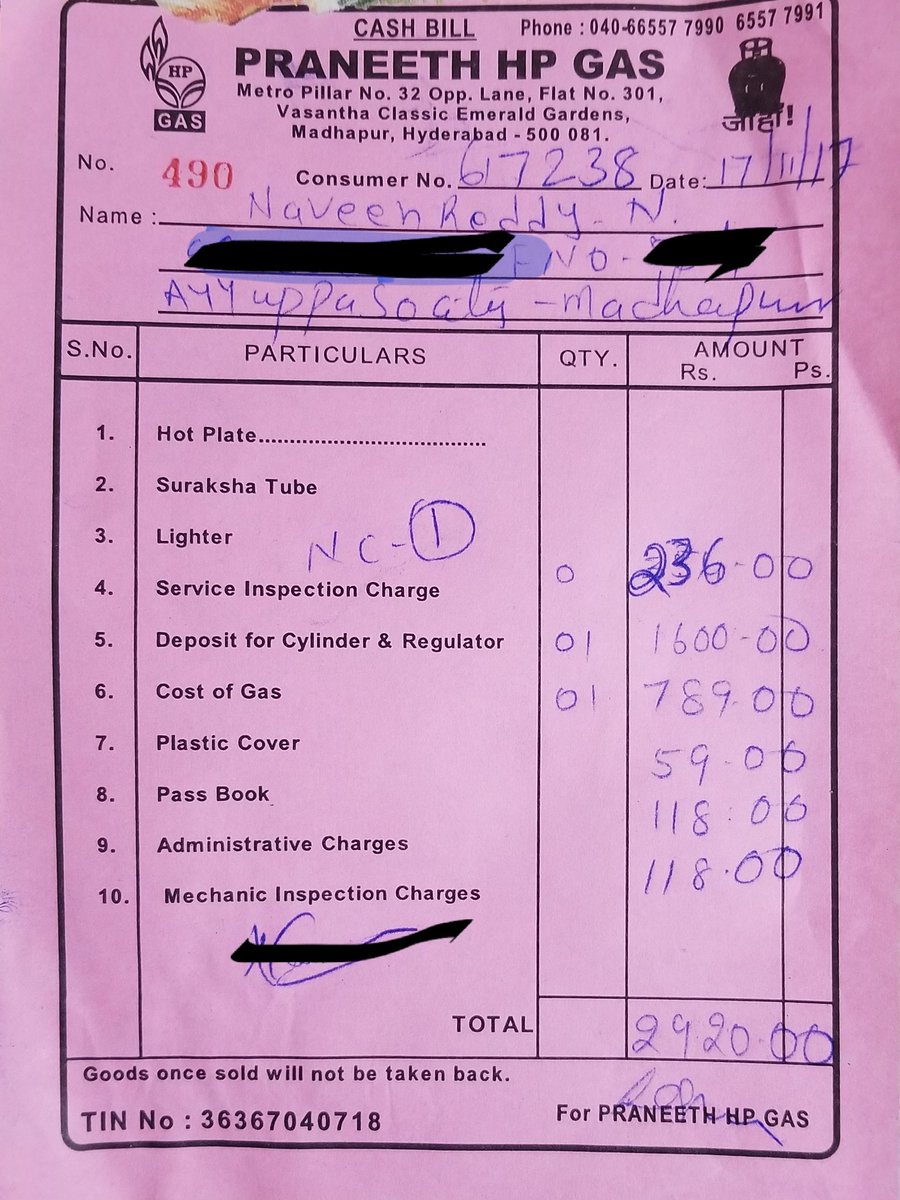 CASH BILL Phone : 040-66557 7990 6557 7991
HP
GAS
PRANEETH HP GAS
Metro Pillar No. 32 Opp. Lane, Flat No. 301,
Vasantha Classic Emerald Gardens,
Madhapur, Hyderabad - 500 081.
जाहाँ!
No. 490 Consumer No. 617238 Date: 17/11/17
Name : Naveen Reddy. N.
FNO -
Ayyuppa Socity - Madhapur
S.No. PARTICULARS QTY. AMOUNT
Rs. Ps.
1. Hot Plate
2. Suraksha Tube
3. Lighter
NC- 1
0 236.00
4. Service Inspection Charge
5. Deposit for Cylinder & Regulator 01 1600-00
6. Cost of Gas 01 789.00
7. Plastic Cover 59.00
8. Pass Book 118.00
9. Administrative Charges 118.00
10. Mechanic Inspection Charges
TOTAL 2920.00
Goods once sold will not be taken back.
TIN No : 36367040718 For PRANEETH HP GAS